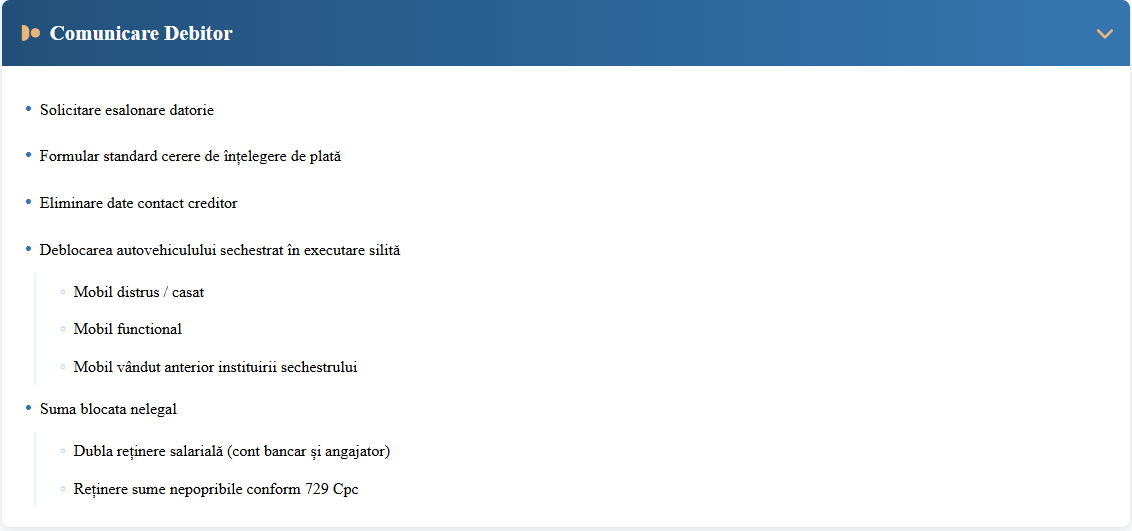 Comunicare Debitor
Solicitare esalonare datorie
Formular standard cerere de înțelegere de plată
Eliminare date contact creditor
Deblocarea autovehiculului sechestrat în executare silită
Mobil distrus / casat
Mobil functional
Mobil vândut anterior instituirii sechestrului
Suma blocata nelegal
Dubla reținere salarială (cont bancar și angajator)
Reținere sume nepopribile conform 729 Cpc